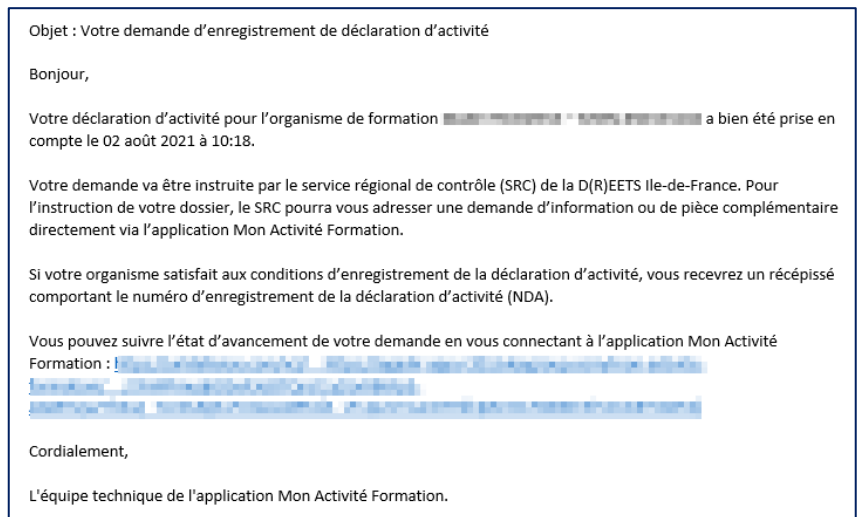 Objet : Votre demande d’enregistrement de déclaration d’activité
Bonjour,
Votre déclaration d’activité pour l’organisme de formation a bien été prise en
compte le 02 août 2021 à 10:18.
Votre demande va être instruite par le service régional de contrôle (SRC) de la D(R)EETS Ile-de-France. Pour
l’instruction de votre dossier, le SRC pourra vous adresser une demande d’information ou de pièce complémentaire
directement via l’application Mon Activité Formation.
Si votre organisme satisfait aux conditions d’enregistrement de la déclaration d’activité, vous recevrez un récépissé
comportant le numéro d’enregistrement de la déclaration d’activité (NDA).
Vous pouvez suivre l’état d’avancement de votre demande en vous connectant à l’application Mon Activité
Formation :
Cordialement,
L'équipe technique de l'application Mon Activité Formation.